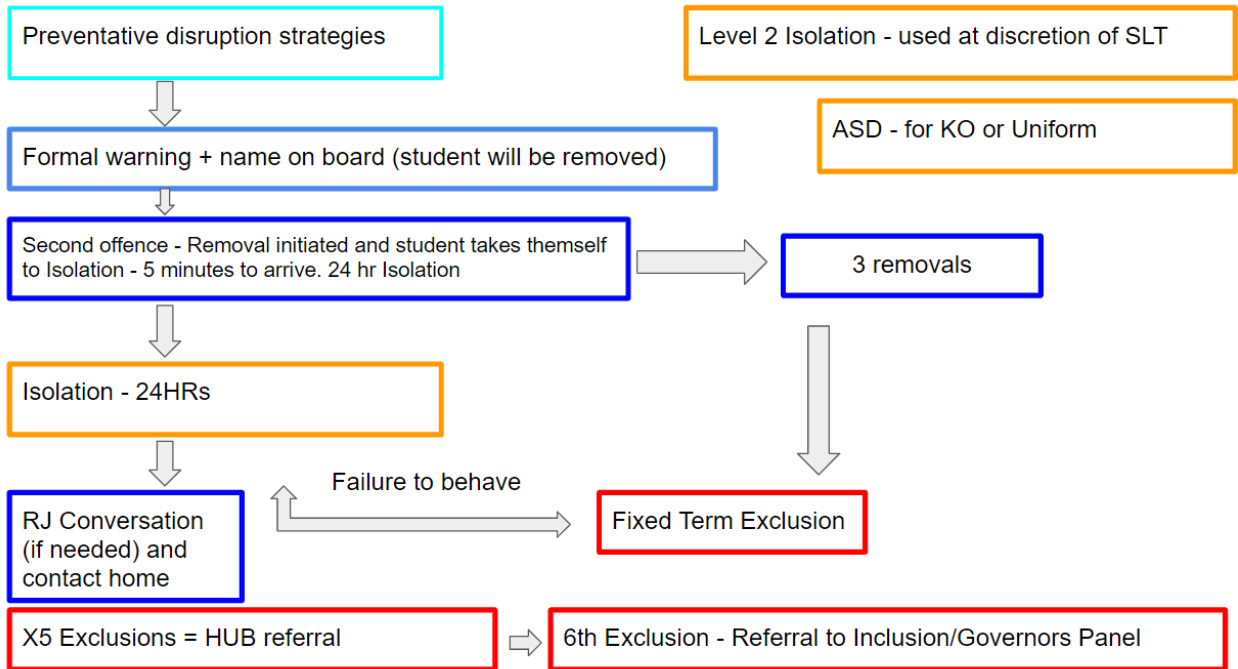 Preventative disruption strategies
Level 2 Isolation - used at discretion of SLT
ASD - for KO or Uniform
Formal warning + name on board (student will be removed)
Second offence - Removal initiated and student takes themself
to Isolation - 5 minutes to arrive. 24 hr Isolation
3 removals
Isolation - 24HRs
Failure to behave
RJ Conversation
(if needed) and
contact home
Fixed Term Exclusion
X5 Exclusions = HUB referral
6th Exclusion - Referral to Inclusion/Governors Panel